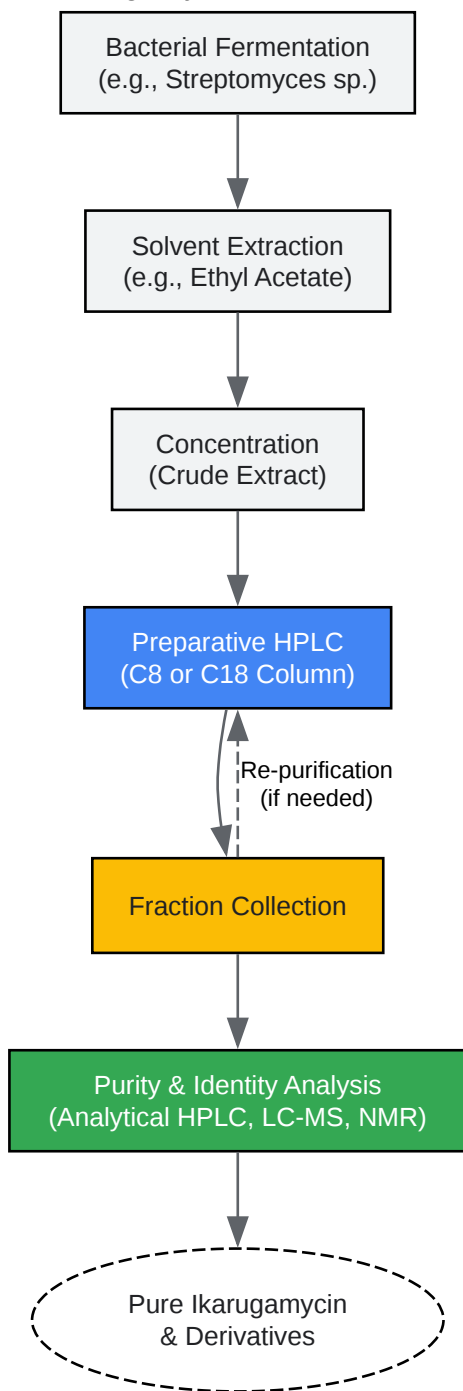 Bacterial Fermentation
(e.g., Streptomyces sp.)
Solvent Extraction
(e.g., Ethyl Acetate)
Concentration
(Crude Extract)
Preparative HPLC
(C8 or C18 Column)
Re-purification
(if needed)
Fraction Collection
Purity & Identity Analysis
(Analytical HPLC, LC-MS, NMR)
Pure Ikarugamycin
& Derivatives